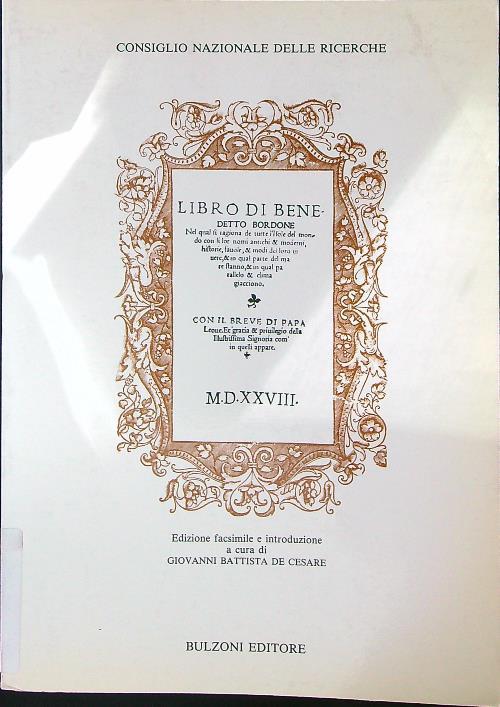 CONSIGLIO NAZIONALE DELLE RICERCHE
LIBRO DI BENE-
DETTO BORDONE
Nel qual si ragiona de tutte l'Isole del mon-
do con li lor nomi antichi & moderni,
historie, fauole, & modi del loro ui
uere, & in qual parte del ma
re stanno, & in qual pa
rallelo & clima
giacciono.
CON IL BREVE DI PAPA
Leone. Et gratia & priuilegio della
Illustrissima Signoria com'
in quelli appare.
M.D.XXVIII.
Edizione facsimile e introduzione
a cura di
GIOVANNI BATTISTA DE CESARE
BULZONI EDITORE